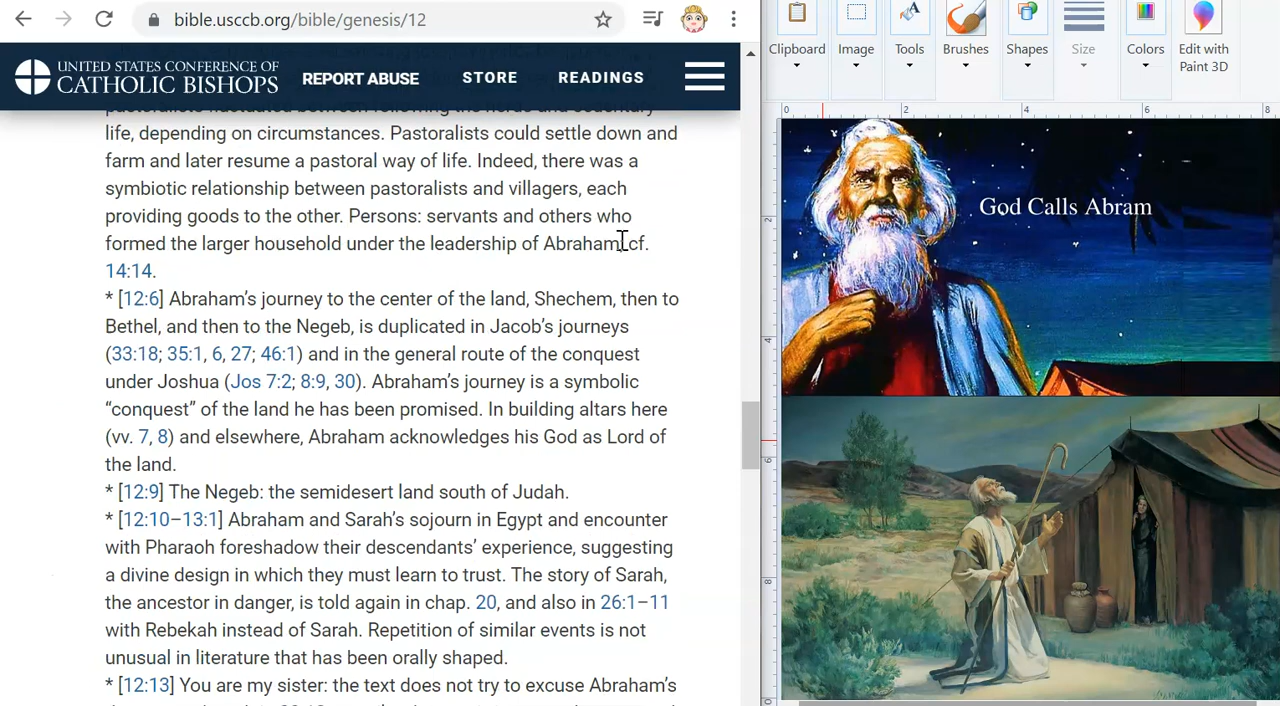 bible.usccb.org/bible/genesis/12
UNITED STATES CONFERENCE OF
CATHOLIC BISHOPS
REPORT ABUSE
STORE
READINGS
life, depending on circumstances. Pastoralists could settle down and
farm and later resume a pastoral way of life. Indeed, there was a
symbiotic relationship between pastoralists and villagers, each
providing goods to the other. Persons: servants and others who
formed the larger household under the leadership of Abraham; cf.
14:14.
* [12:6] Abraham’s journey to the center of the land, Shechem, then to
Bethel, and then to the Negeb, is duplicated in Jacob’s journeys
(33:18; 35:1, 6, 27; 46:1) and in the general route of the conquest
under Joshua (Jos 7:2; 8:9, 30). Abraham’s journey is a symbolic
“conquest” of the land he has been promised. In building altars here
(vv. 7, 8) and elsewhere, Abraham acknowledges his God as Lord of
the land.
* [12:9] The Negeb: the semidesert land south of Judah.
* [12:10–13:1] Abraham and Sarah’s sojourn in Egypt and encounter
with Pharaoh foreshadow their descendants’ experience, suggesting
a divine design in which they must learn to trust. The story of Sarah,
the ancestor in danger, is told again in chap. 20, and also in 26:1–11
with Rebekah instead of Sarah. Repetition of similar events is not
unusual in literature that has been orally shaped.
* [12:13] You are my sister: the text does not try to excuse Abraham’s
Clipboard
Image
Tools
Brushes
Shapes
Size
Colors
Edit with
Paint 3D
0
2
4
6
8
2
4
6
8
God Calls Abram